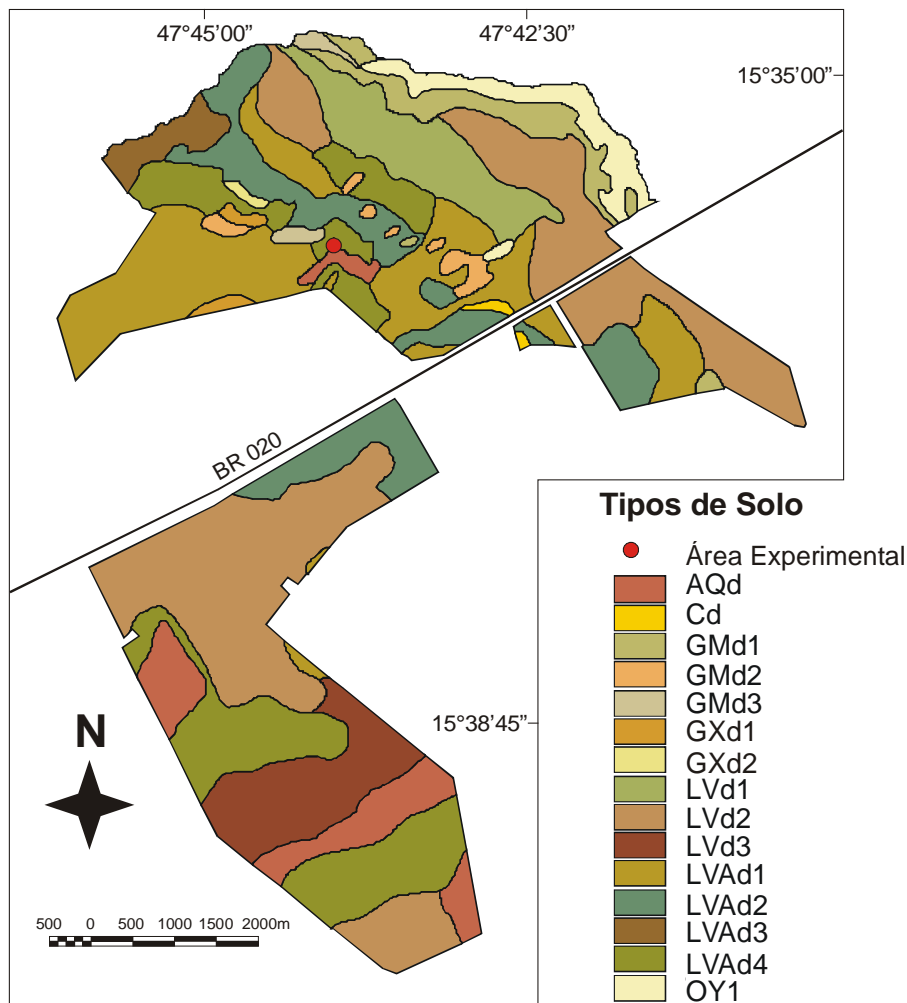 47°45'00” 47°42'30”
15°35'00”
BR 020
Tipos de Solo
Área Experimental
AQd
Cd
GMd1
GMd2
GMd3
GXd1
GXd2
LVd1
LVd2
LVd3
LVAd1
LVAd2
LVAd3
LVAd4
OY1
15°38'45”
N
500 0 500 1000 1500 2000m